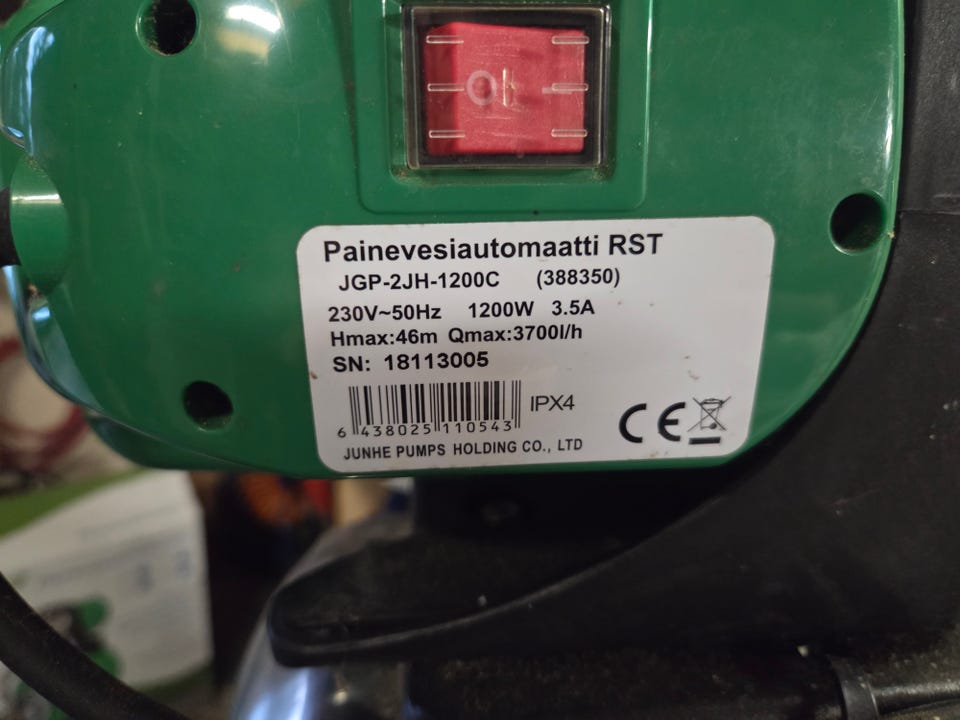 Painevesiautomaatti RST
JGP-2JH-1200C (388350)
230V~50Hz 1200W 3.5A
Hmax:46m Qmax:3700l/h
SN: 18113005
IPX4
6 438025 110543
CE
JUNHE PUMPS HOLDING CO., LTD